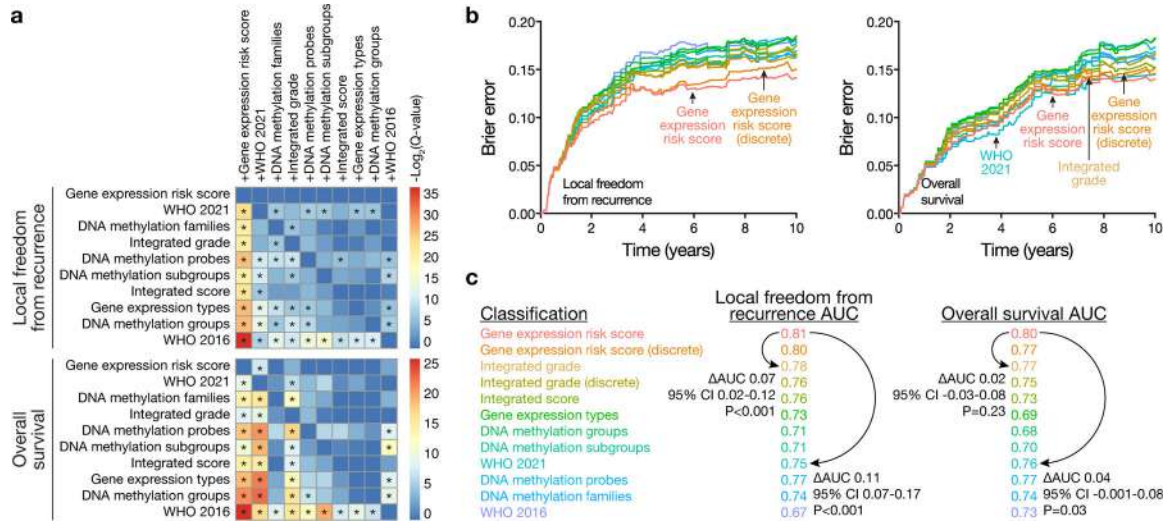 a
+Gene expression risk score
+WHO 2021
+DNA methylation families
+Integrated grade
+DNA methylation probes
+DNA methylation subgroups
+Integrated score
+Gene expression types
+DNA methylation groups
+WHO 2016
-Log2(Q-value)
Local freedom
from recurrence
Gene expression risk score
WHO 2021
DNA methylation families
Integrated grade
DNA methylation probes
DNA methylation subgroups
Integrated score
Gene expression types
DNA methylation groups
WHO 2016
35
30
25
20
15
10
5
0
Overall
survival
Gene expression risk score
WHO 2021
DNA methylation families
Integrated grade
DNA methylation probes
DNA methylation subgroups
Integrated score
Gene expression types
DNA methylation groups
WHO 2016
25
20
15
10
5
0
b
Brier error
0.20
0.15
0.10
0.05
0.00
0 2 4 6 8 10
Time (years)
Local freedom
from recurrence
Gene
expression
risk score
Gene
expression
risk score
(discrete)
Brier error
0.20
0.15
0.10
0.05
0.00
0 2 4 6 8 10
Time (years)
Overall
survival
WHO
2021
Gene
expression
risk score
Integrated
grade
Gene
expression
risk score
(discrete)
c
Classification
Local freedom from
recurrence AUC
Overall survival AUC
Gene expression risk score 0.81 0.80
Gene expression risk score (discrete) 0.80 0.77
Integrated grade 0.78 0.77
Integrated grade (discrete) 0.76 0.75
Integrated score 0.76 0.73
Gene expression types 0.73 0.69
DNA methylation groups 0.71 0.68
DNA methylation subgroups 0.71 0.70
WHO 2021 0.75 0.76
DNA methylation probes 0.77 0.77
DNA methylation families 0.74 0.74
WHO 2016 0.67 0.73
ΔAUC 0.07
95% CI 0.02-0.12
P<0.001
ΔAUC 0.11
95% CI 0.07-0.17
P<0.001
ΔAUC 0.02
95% CI -0.03-0.08
P=0.23
ΔAUC 0.04
95% CI -0.001-0.08
P=0.03